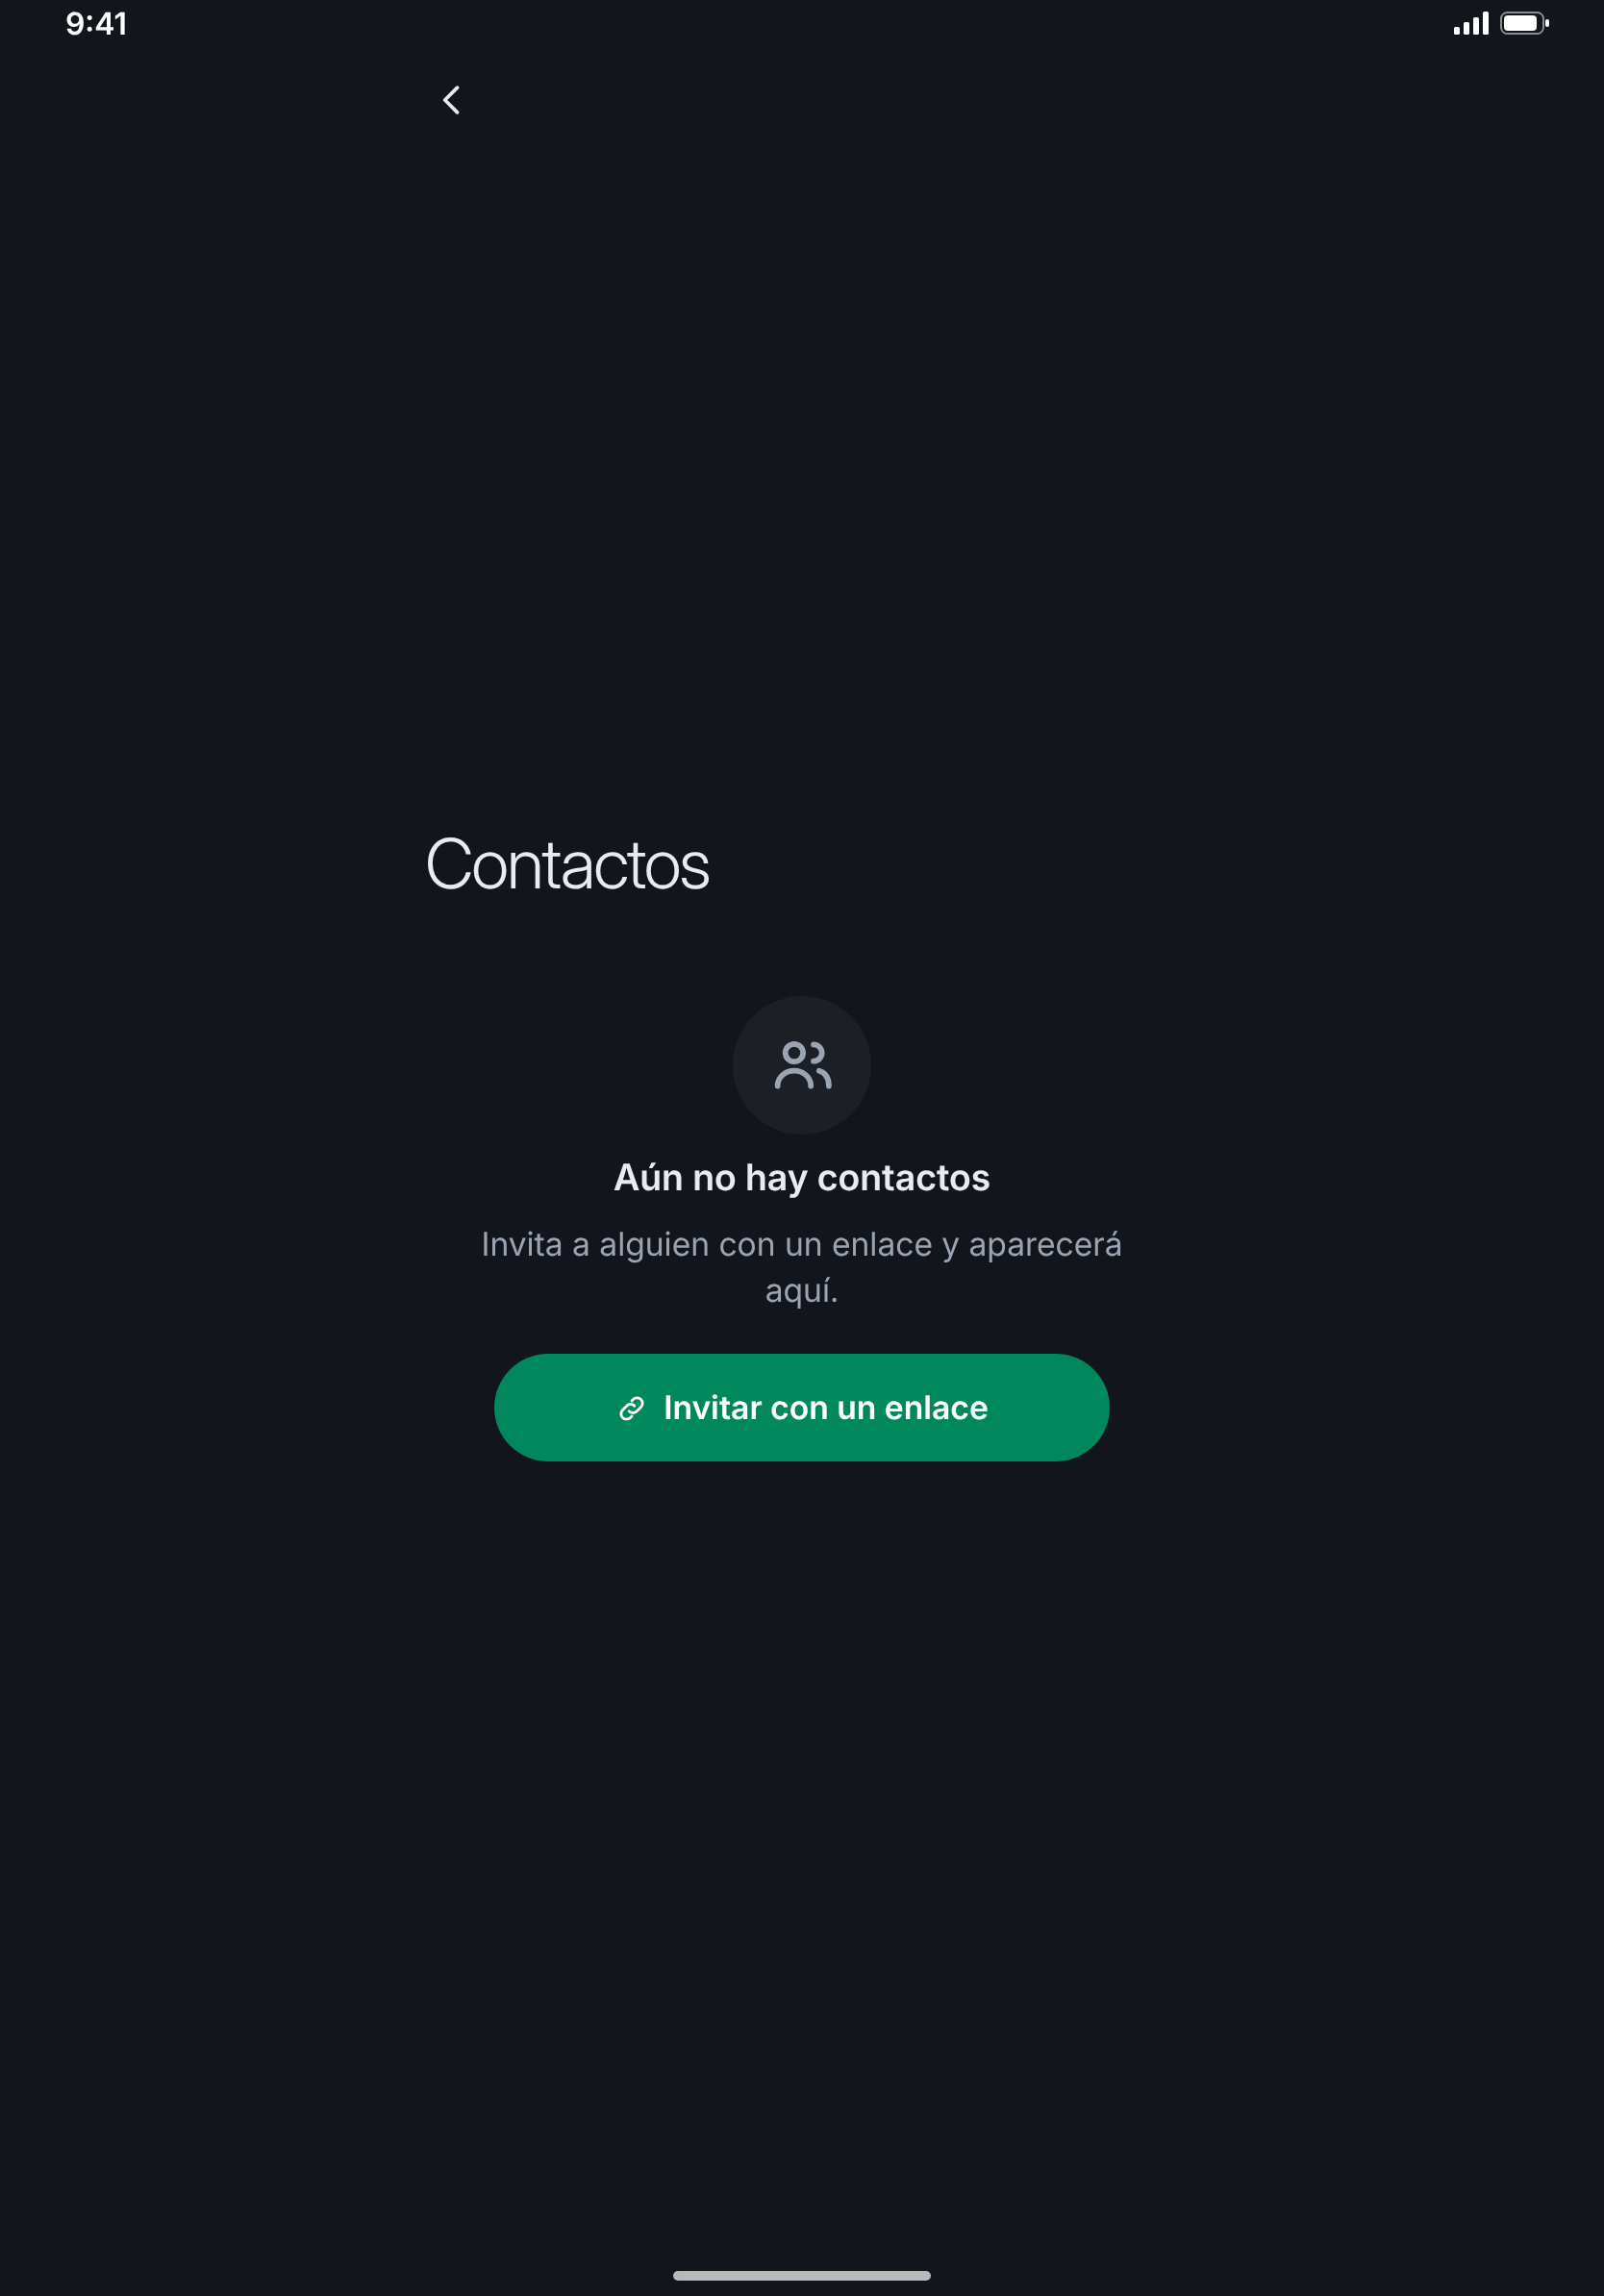 9:41
Contactos
Aún no hay contactos
Invita a alguien con un enlace y aparecerá
aquí.
Invitar con un enlace